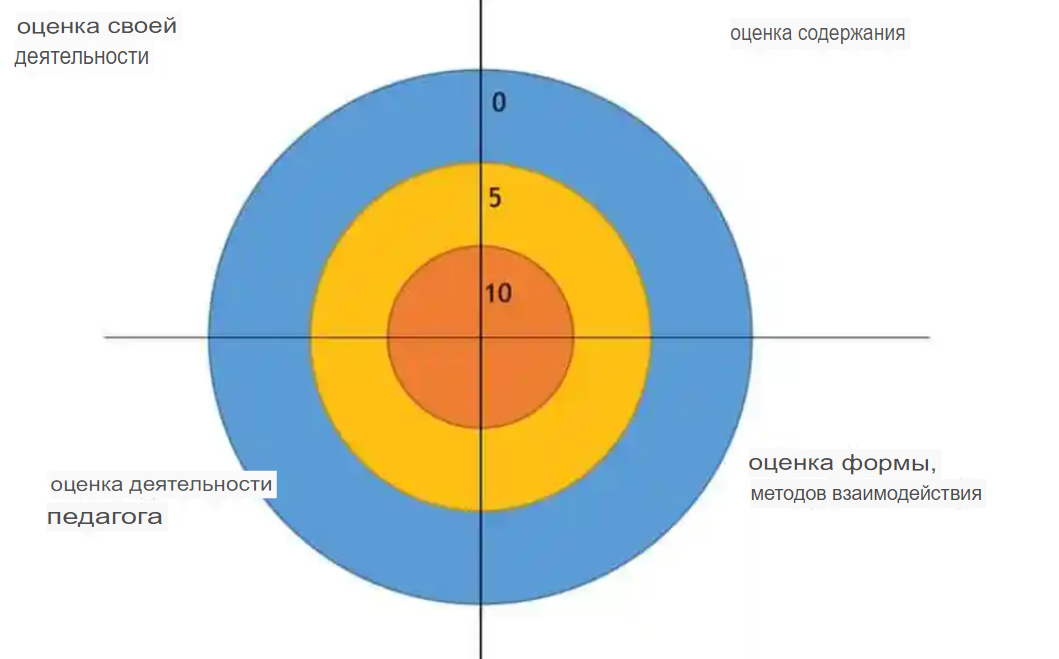 оценка своей
деятельности
оценка содержания
0
5
10
оценка деятельности
педагога
оценка формы,
методов взаимодействия